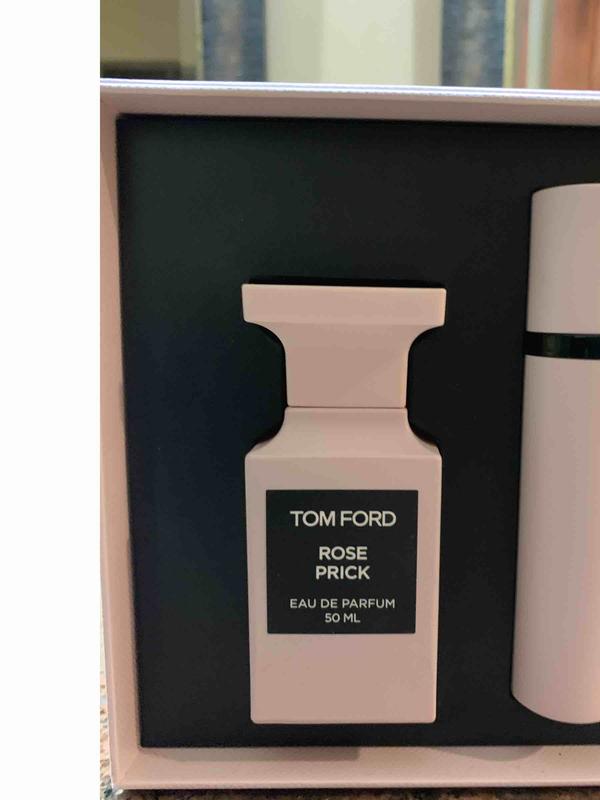 TOM FORD
ROSE
PRICK
EAU DE PARFUM
50 ML